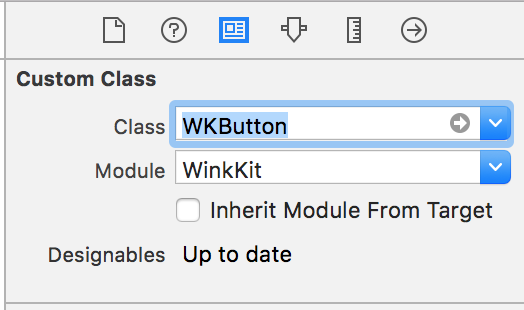 Custom Class
Class WKButton
Module WinkKit
Inherit Module From Target
Designables Up to date